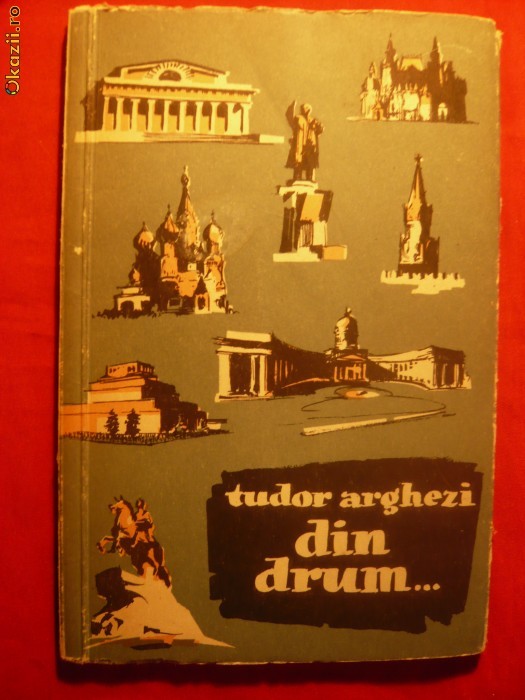 Okazii.ro
tudor arghezi
din
drum...